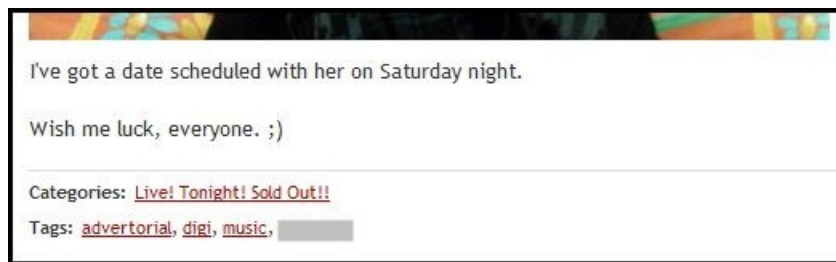 I've got a date scheduled with her on Saturday night.
Wish me luck, everyone. ;)
Categories: Live! Tonight! Sold Out!!
Tags: advertorial, digi, music,